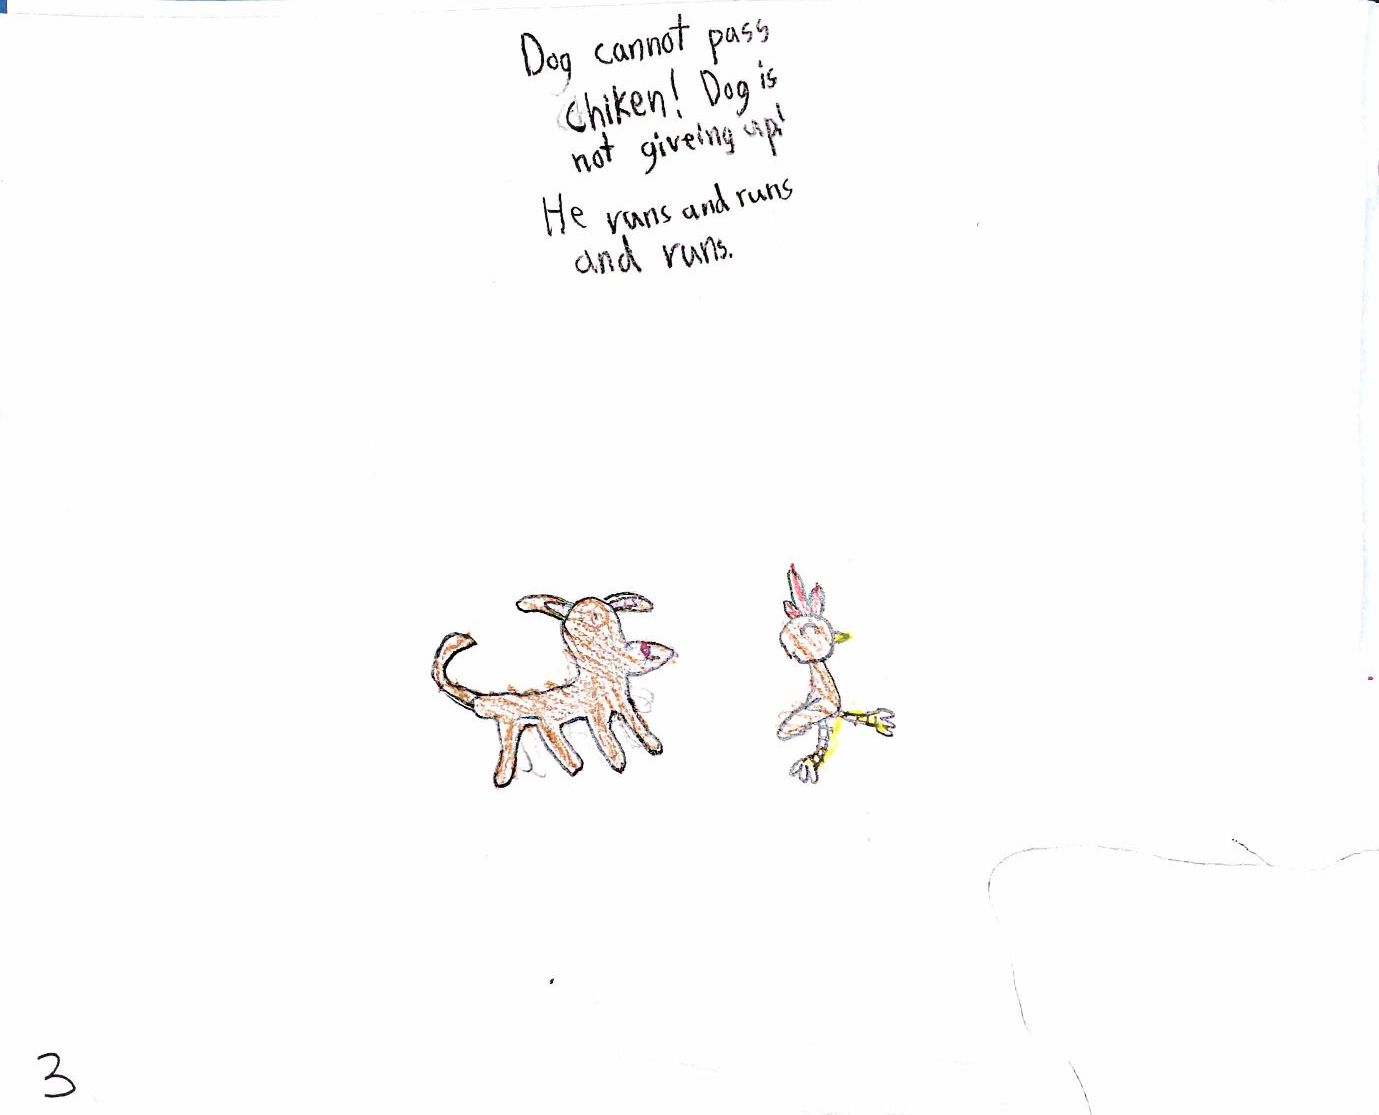 Dog cannot pass
chiken! Dog is
not giveing up!
He runs and runs
and runs.
3